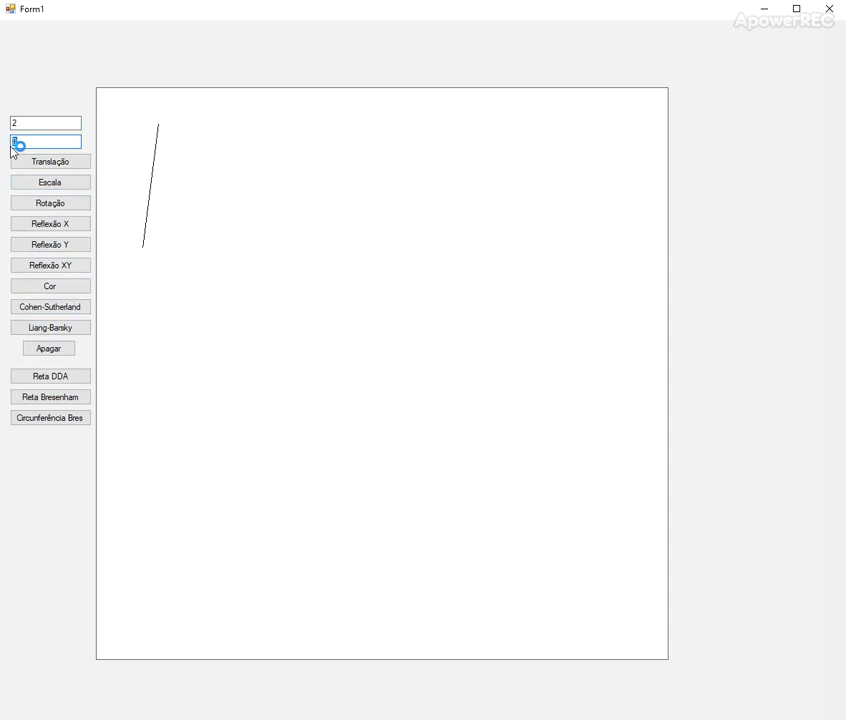 Form1
ApowerREC
2
Translação
Escala
Rotação
Reflexão X
Reflexão Y
Reflexão XY
Cor
Cohen-Sutherland
Liang-Barsky
Apagar
Reta DDA
Reta Bresenham
Circunferência Bres